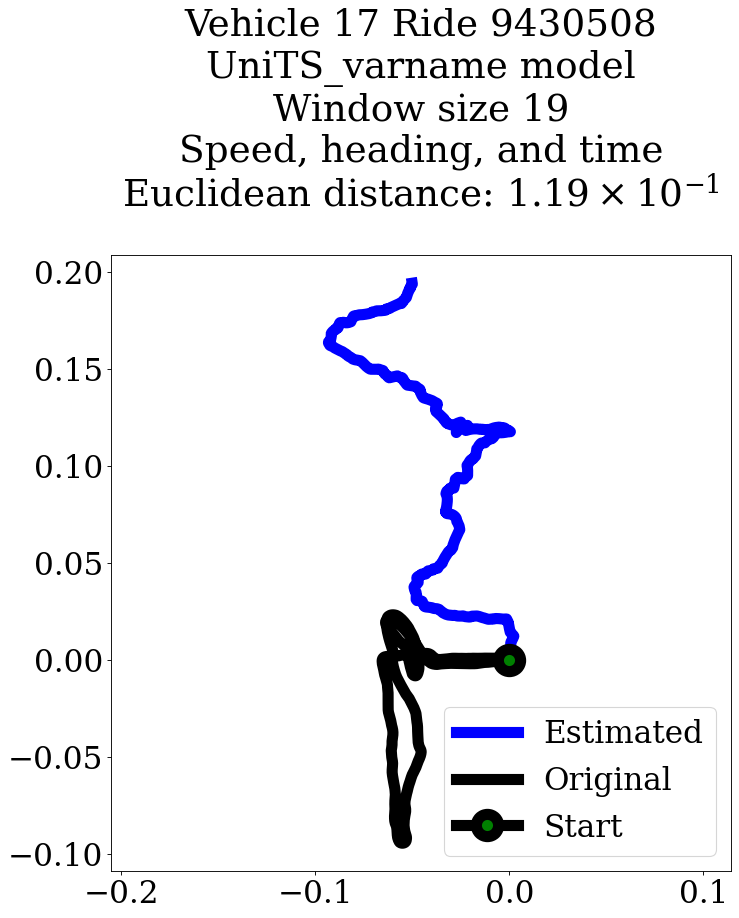 Vehicle 17 Ride 9430508
UniTS_varname model
Window size 19
Speed, heading, and time
Euclidean distance: $1.19 \times 10^{-1}$
0.20
0.15
0.10
0.05
0.00
−0.05
−0.10
−0.2
−0.1
0.0
0.1
Estimated
Original
Start